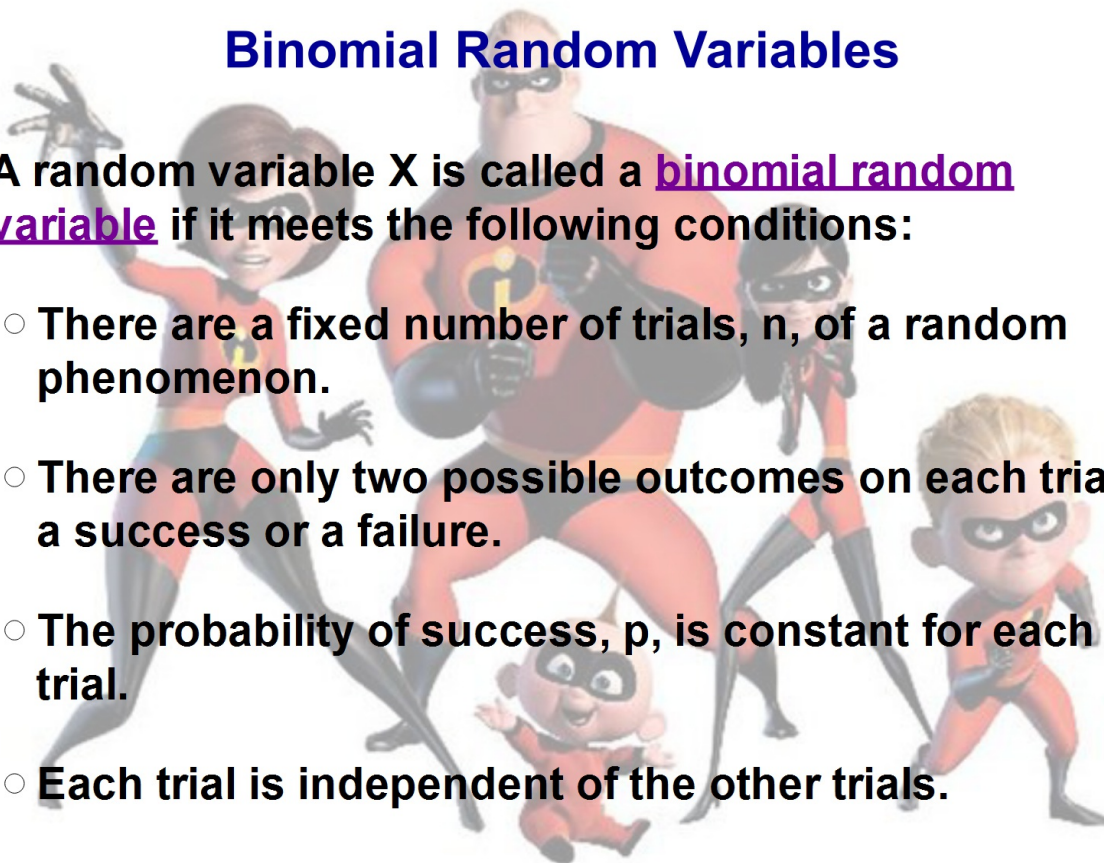 Binomial Random Variables
A random variable X is called a binomial random
variable if it meets the following conditions:
There are a fixed number of trials, n, of a random
phenomenon.
There are only two possible outcomes on each tria
a success or a failure.
The probability of success, p, is constant for each
trial.
Each trial is independent of the other trials.